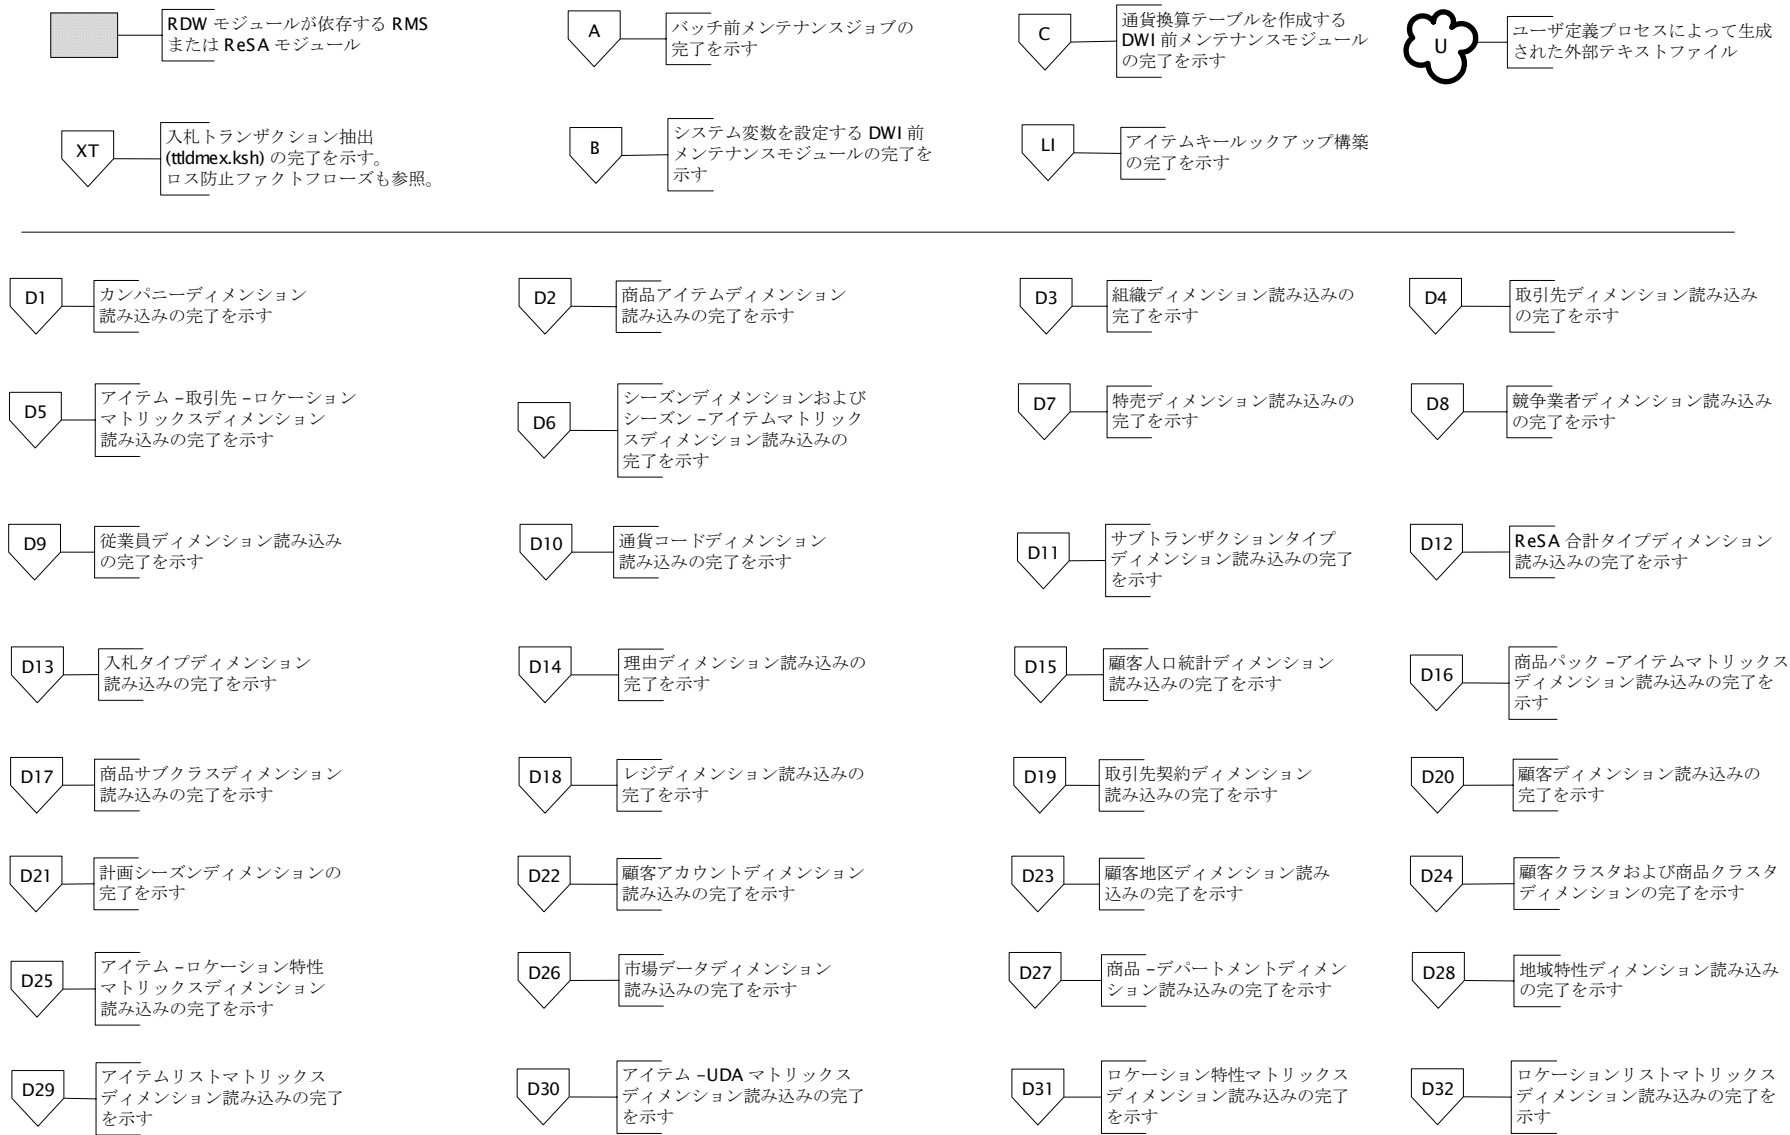 RDW モジュールが依存する RMS
または ReSA モジュール
A
バッチ前メンテナンスジョブの
完了を示す
C
通貨換算テーブルを作成する
DWI 前メンテナンスモジュール
の完了を示す
U
ユーザ定義プロセスによって生成
された外部テキストファイル
XT
入札トランザクション抽出
(ttldmex.ksh) の完了を示す。
ロス防止ファクトフローズも参照。
B
システム変数を設定する DWI 前
メンテナンスモジュールの完了を
示す
LI
アイテムキールックアップ構築
の完了を示す
D1
カンパニーディメンション
読み込みの完了を示す
D2
商品アイテムディメンション
読み込みの完了を示す
D3
組織ディメンション読み込みの
完了を示す
D4
取引先ディメンション読み込み
の完了を示す
D5
アイテム –取引先 –ロケーション
マトリックスディメンション
読み込みの完了を示す
D6
シーズンディメンションおよび
シーズン –アイテムマトリック
スディメンション読み込みの
完了を示す
D7
特売ディメンション読み込みの
完了を示す
D8
競争業者ディメンション読み込み
の完了を示す
D9
従業員ディメンション読み込み
の完了を示す
D10
通貨コードディメンション
読み込みの完了を示す
D11
サブトランザクションタイプ
ディメンション読み込みの完了
を示す
D12
ReSA 合計タイプディメンション
読み込みの完了を示す
D13
入札タイプディメンション
読み込みの完了を示す
D14
理由ディメンション読み込みの
完了を示す
D15
顧客人口統計ディメンション
読み込みの完了を示す
D16
商品パック –アイテムマトリックス
ディメンション読み込みの完了を
示す
D17
商品サブクラスディメンション
読み込みの完了を示す
D18
レジディメンション読み込みの
完了を示す
D19
取引先契約ディメンション
読み込みの完了を示す
D20
顧客ディメンション読み込みの
完了を示す
D21
計画シーズンディメンションの
完了を示す
D22
顧客アカウントディメンション
読み込みの完了を示す
D23
顧客地区ディメンション読み
込みの完了を示す
D24
顧客クラスタおよび商品クラスタ
ディメンションの完了を示す
D25
アイテム –ロケーション特性
マトリックスディメンション
読み込みの完了を示す
D26
市場データディメンション
読み込みの完了を示す
D27
商品 –デパートメントディメン
ション読み込みの完了を示す
D28
地域特性ディメンション読み込み
の完了を示す
D29
アイテムリストマトリックス
ディメンション読み込みの完了
を示す
D30
アイテム –UDA マトリックス
ディメンション読み込みの完了
を示す
D31
ロケーション特性マトリックス
ディメンション読み込みの完了
を示す
D32
ロケーションリストマトリックス
ディメンション読み込みの完了を
示す